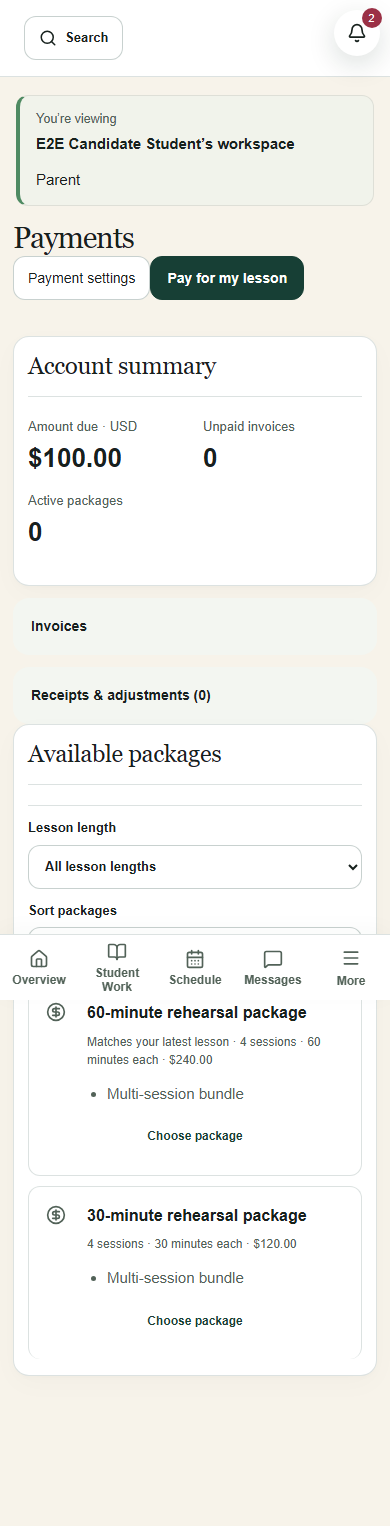 Search
2
You're viewing
E2E Candidate Student's workspace
Parent
Payments
Payment settings
Pay for my lesson
Account summary
Amount due · USD
Unpaid invoices
$100.00
0
Active packages
0
Invoices
Receipts & adjustments (0)
Available packages
Lesson length
All lesson lengths
Sort packages
Overview
Student
Work
Schedule
Messages
More
60-minute rehearsal package
Matches your latest lesson · 4 sessions · 60
minutes each · $240.00
• Multi-session bundle
Choose package
30-minute rehearsal package
4 sessions · 30 minutes each · $120.00
• Multi-session bundle
Choose package